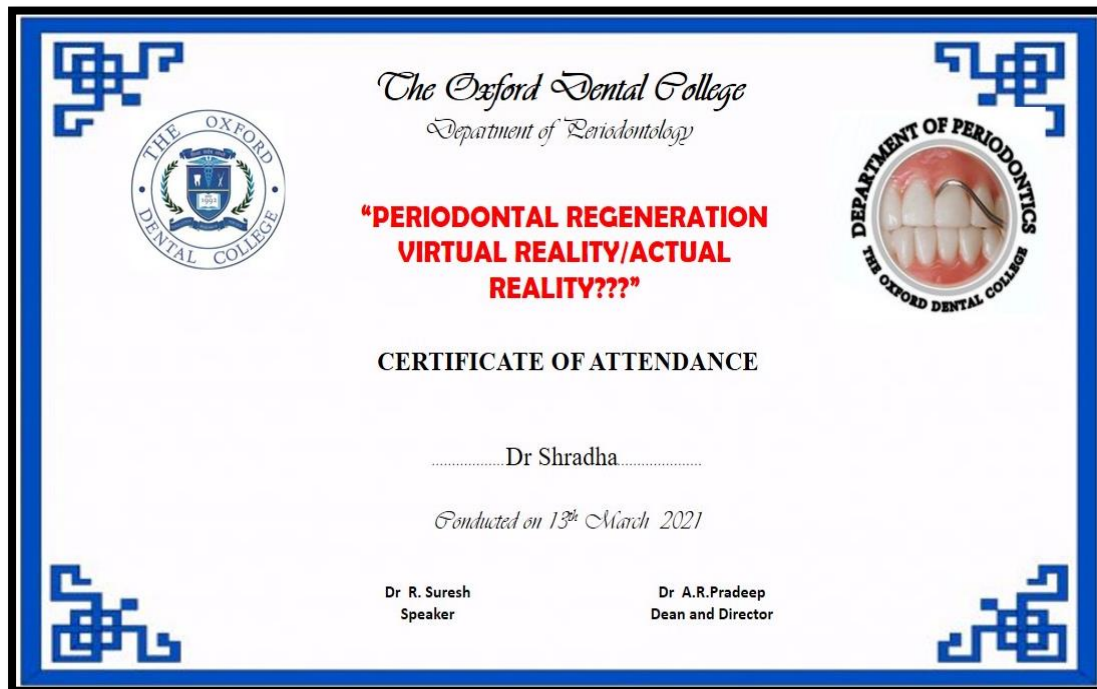 The Oxford Dental College
Department of Periodontology
THE OXFORD DENTAL COLLEGE
1992
DEPARTMENT OF PERIODONTICS
THE OXFORD DENTAL COLLEGE
“PERIODONTAL REGENERATION
VIRTUAL REALITY/ACTUAL
REALITY???”
CERTIFICATE OF ATTENDANCE
..................Dr Shradha.....................
Conducted on 13th March 2021
Dr R. Suresh
Speaker
Dr A.R.Pradeep
Dean and Director